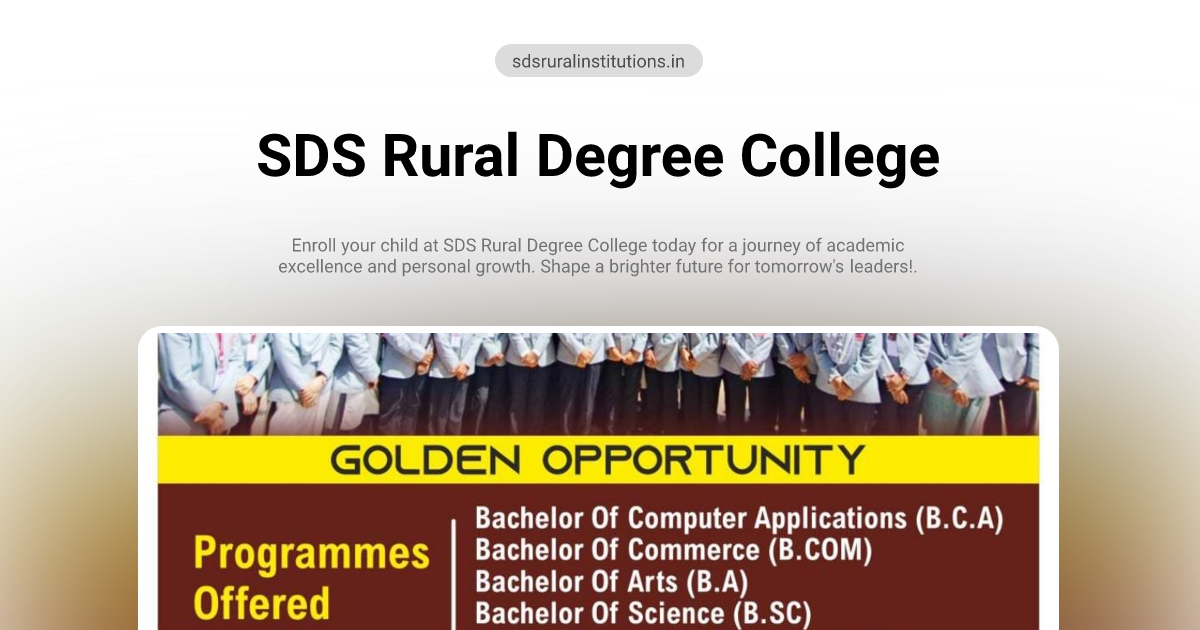 sdsruralinstitutions.in
SDS Rural Degree College
Enroll your child at SDS Rural Degree College today for a journey of academic
excellence and personal growth. Shape a brighter future for tomorrow's leaders!.
GOLDEN OPPORTUNITY
Programmes
Offered
Bachelor Of Computer Applications (B.C.A)
Bachelor Of Commerce (B.COM)
Bachelor Of Arts (B.A)
Bachelor Of Science (B.SC)